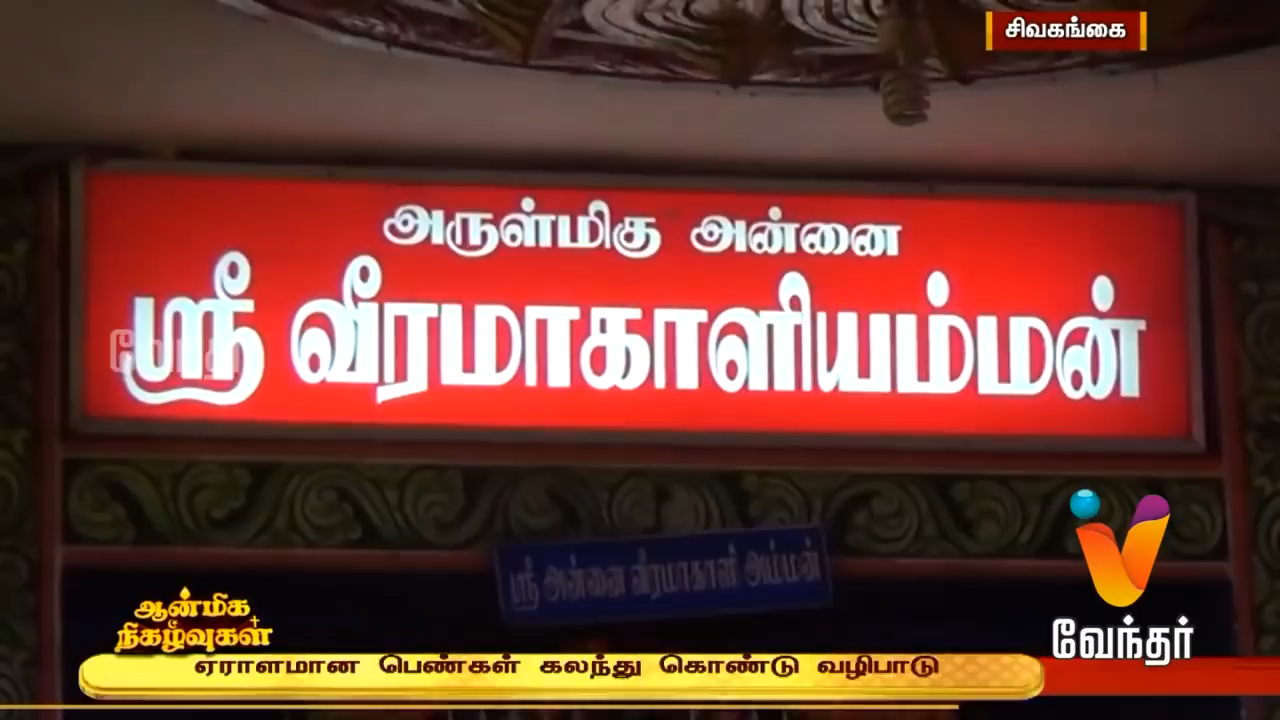 சிவகங்கை
அருள்மிகு அன்னை
ஸ்ரீ வீரமாகாளியம்மன்
ஸ்ரீ அன்னை வீரமாகாளி அம்மன்
ஆன்மிக
நிகழ்வுகள்
ஏராளமான பெண்கள் கலந்து கொண்டு வழிபாடு
வேந்தர்